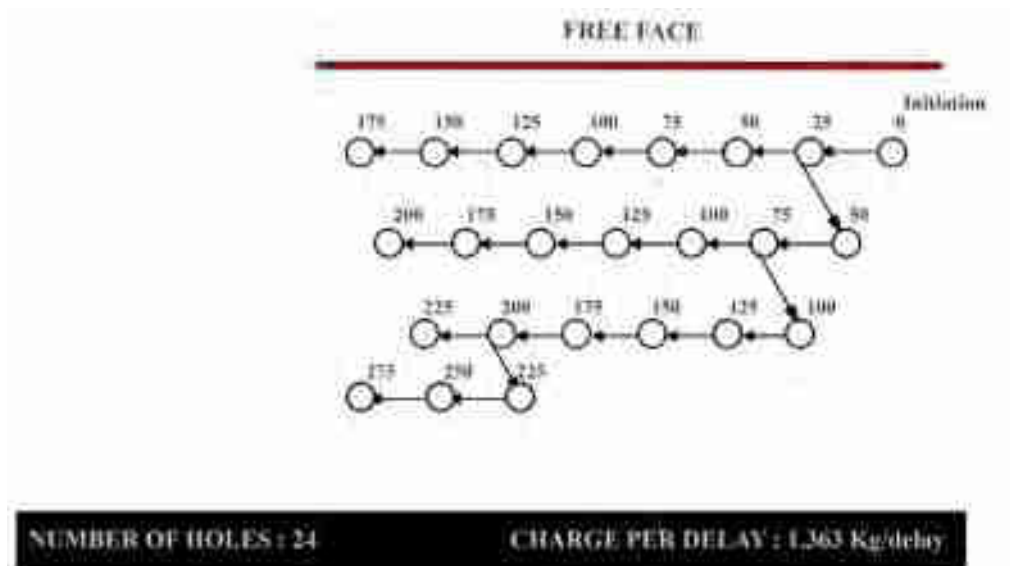 FREE FACE
Initiation
175 150 125 100 75 50 25 0
200 175 150 125 100 75 50
225 200 175 150 125 100
275 250 225
NUMBER OF HOLES : 24 CHARGE PER DELAY : 1.363 Kg/delay